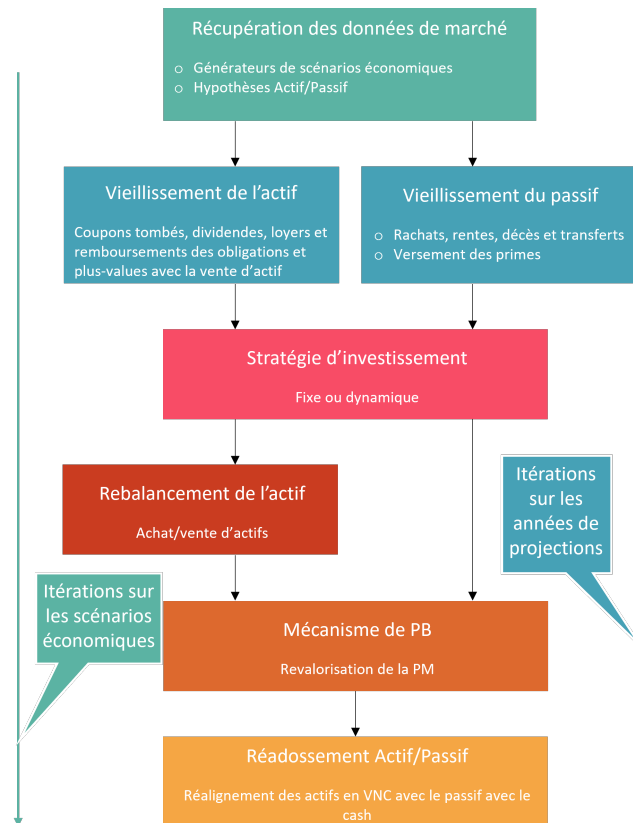 Récupération des données de marché
o Générateurs de scénarios économiques
o Hypothèses Actif/Passif
Vieillissement de l'actif
Coupons tombés, dividendes, loyers et
remboursements des obligations et
plus-values avec la vente d'actif
Vieillissement du passif
o Rachats, rentes, décès et transferts
o Versement des primes
Stratégie d'investissement
Fixe ou dynamique
Rebalancement de l'actif
Achat/vente d'actifs
Itérations
sur les
années de
projections
Itérations sur
les scénarios
économiques
Mécanisme de PB
Revalorisation de la PM
Réadossement Actif/Passif
Réalignement des actifs en VNC avec le passif avec le
cash